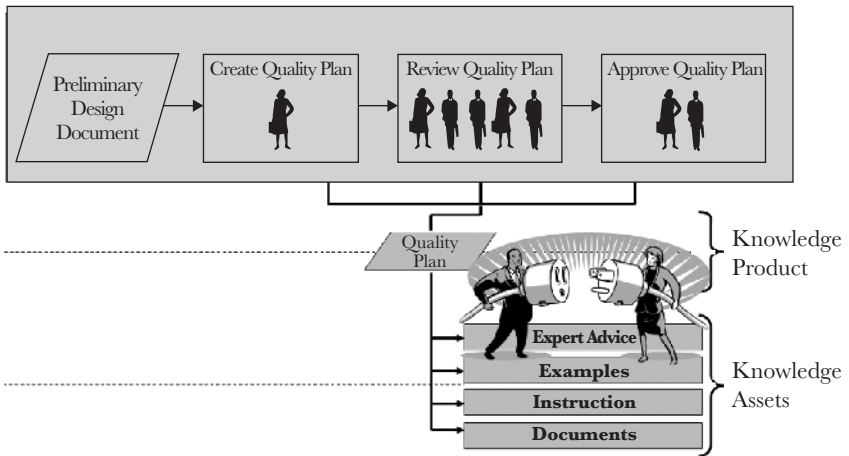 Preliminary
Design
Document
Create Quality Plan
Review Quality Plan
Approve Quality Plan
Quality
Plan
Knowledge
Product
Expert Advice
Examples
Instruction
Documents
Knowledge
Assets